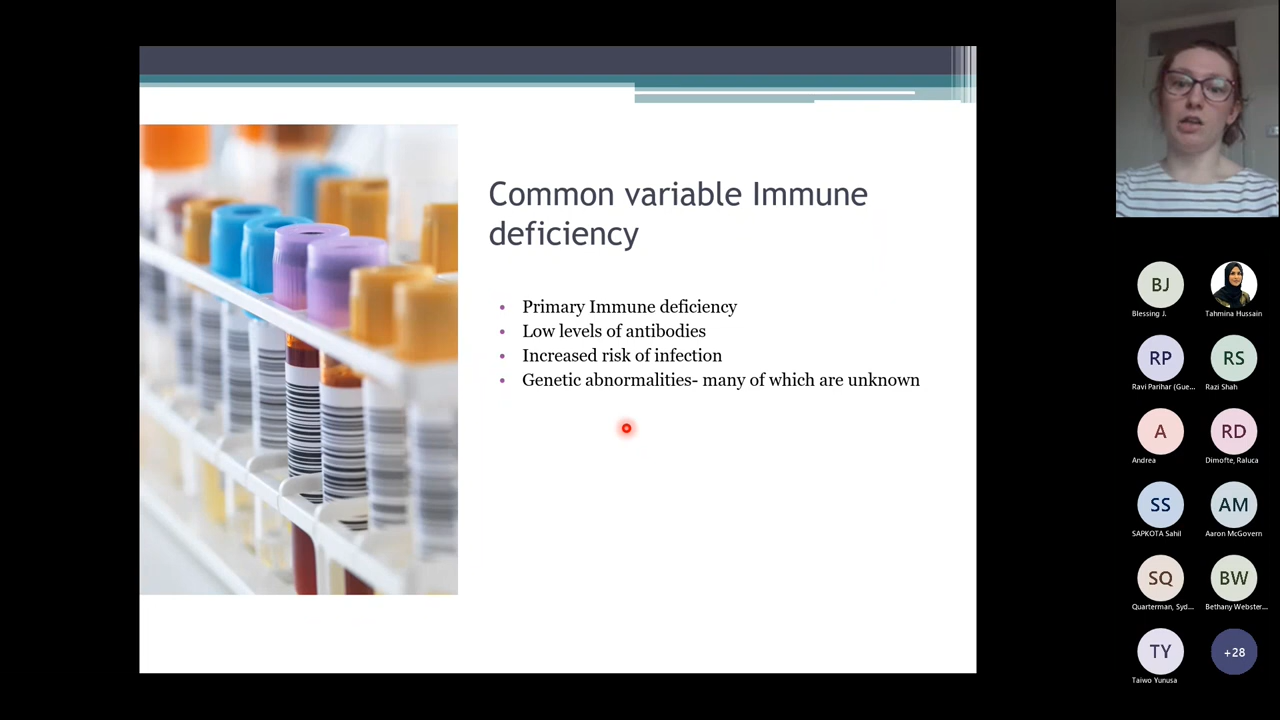 Common variable Immune
deficiency
• Primary Immune deficiency
• Low levels of antibodies
• Increased risk of infection
• Genetic abnormalities- many of which are unknown
BJ
Blessing J.
Tahmina Hussain
RP
Ravi Parihar (Gue...
RS
Razi Shah
A
Andrea
RD
Dimofte, Raluca
SS
SAPKOTA Sahil
AM
Aaron McGovern
SQ
Quarterman, Syd...
BW
Bethany Webster...
TY
Taiwo Yunusa
+28